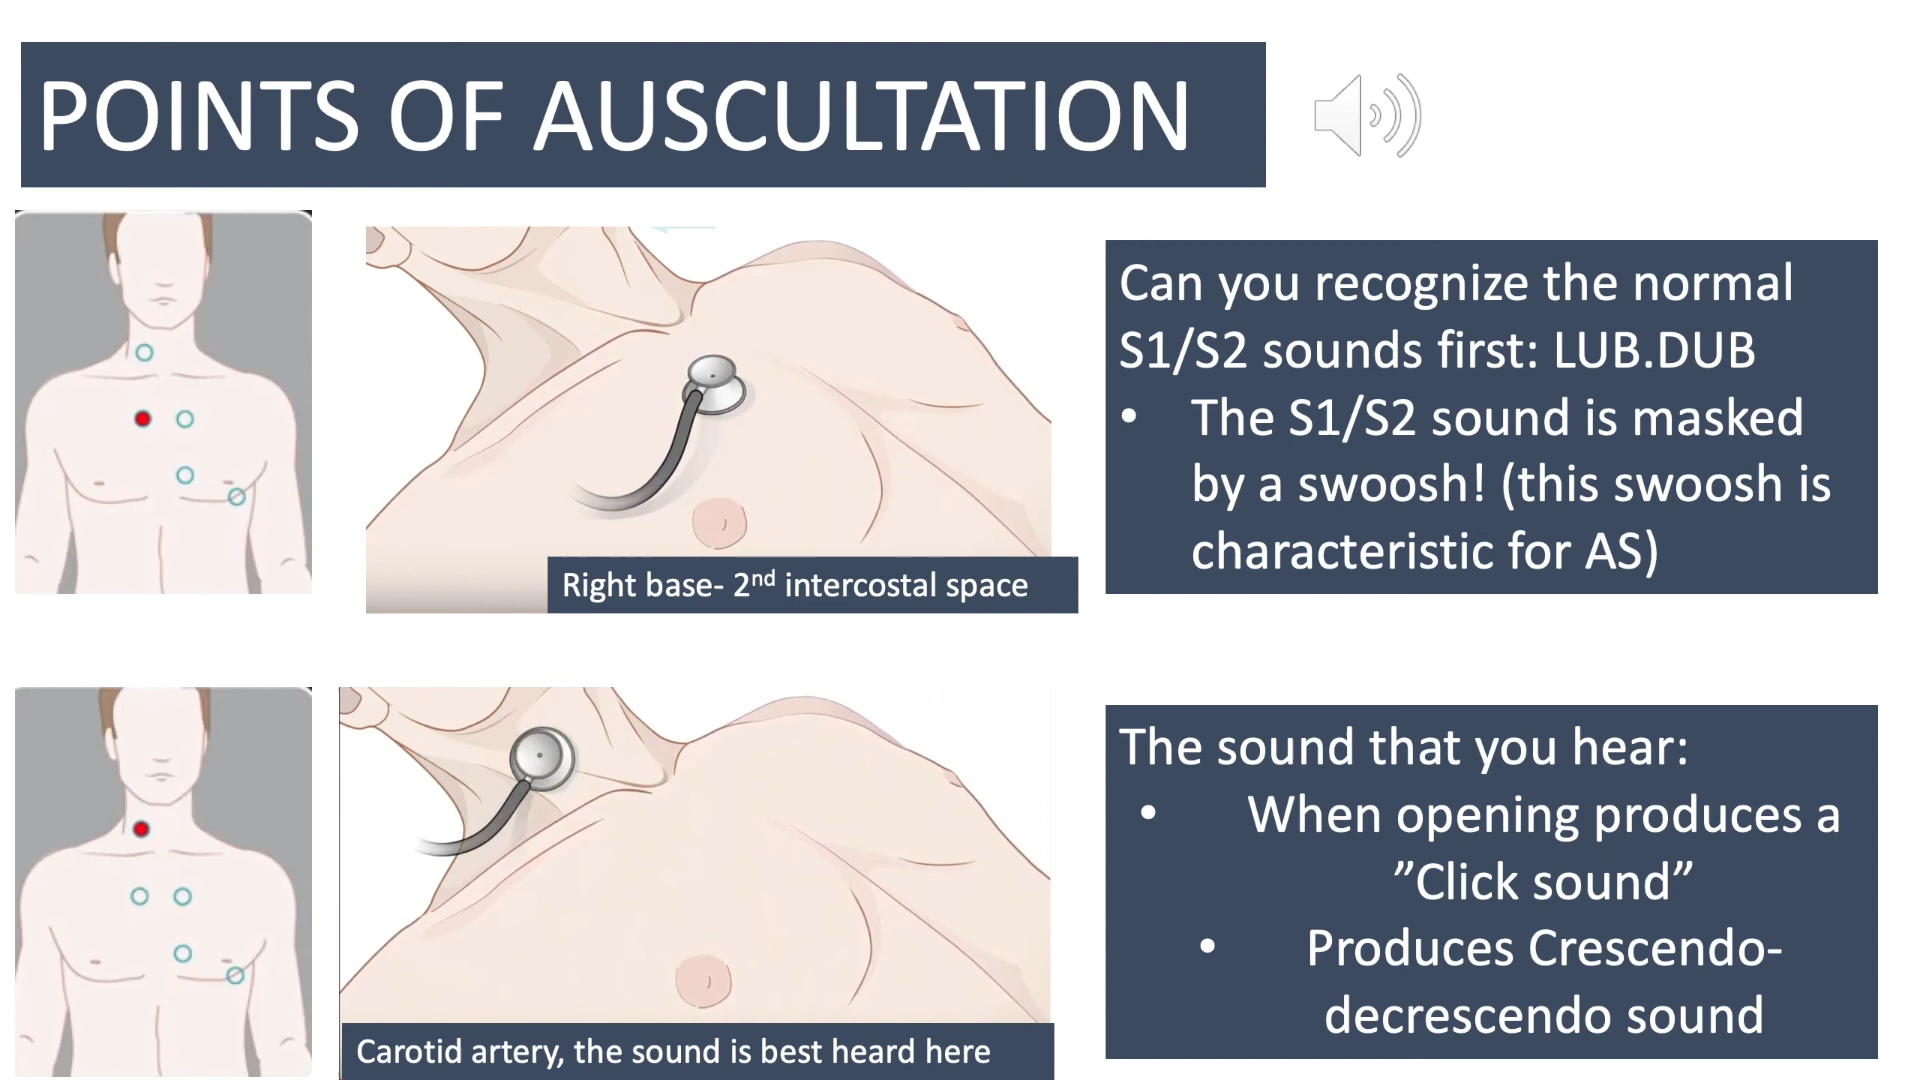 POINTS OF AUSCULTATION
Can you recognize the normal
S1/S2 sounds first: LUB.DUB
• The S1/S2 sound is masked
by a swoosh! (this swoosh is
characteristic for AS)
Right base- 2nd intercostal space
The sound that you hear:
• When opening produces a
”Click sound”
• Produces Crescendo-
decrescendo sound
Carotid artery, the sound is best heard here